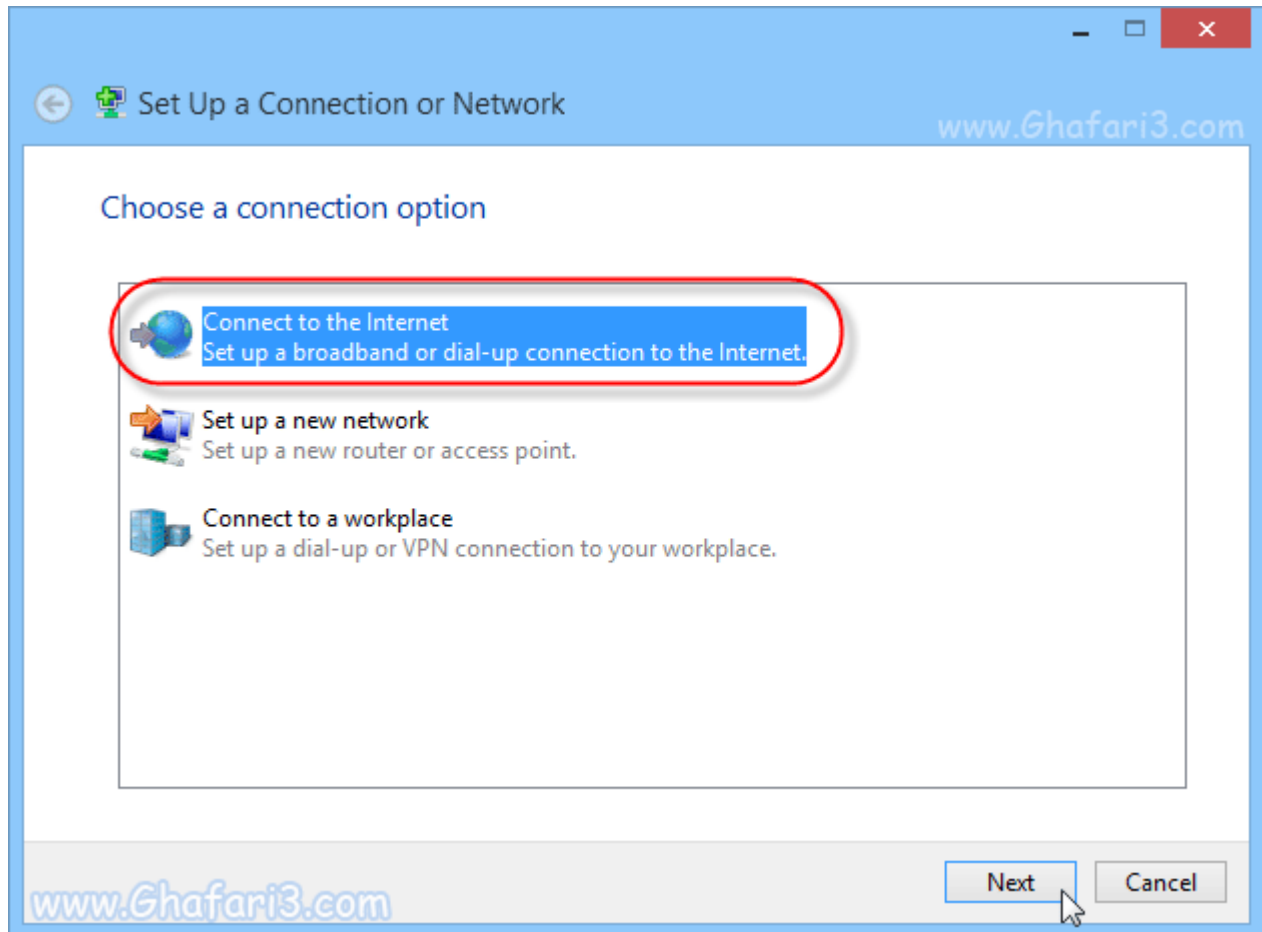 Set Up a Connection or Network
www.Ghafari3.com
Choose a connection option
Connect to the Internet
Set up a broadband or dial-up connection to the Internet.
Set up a new network
Set up a new router or access point.
Connect to a workplace
Set up a dial-up or VPN connection to your workplace.
Next
Cancel
www.Ghafari3.com